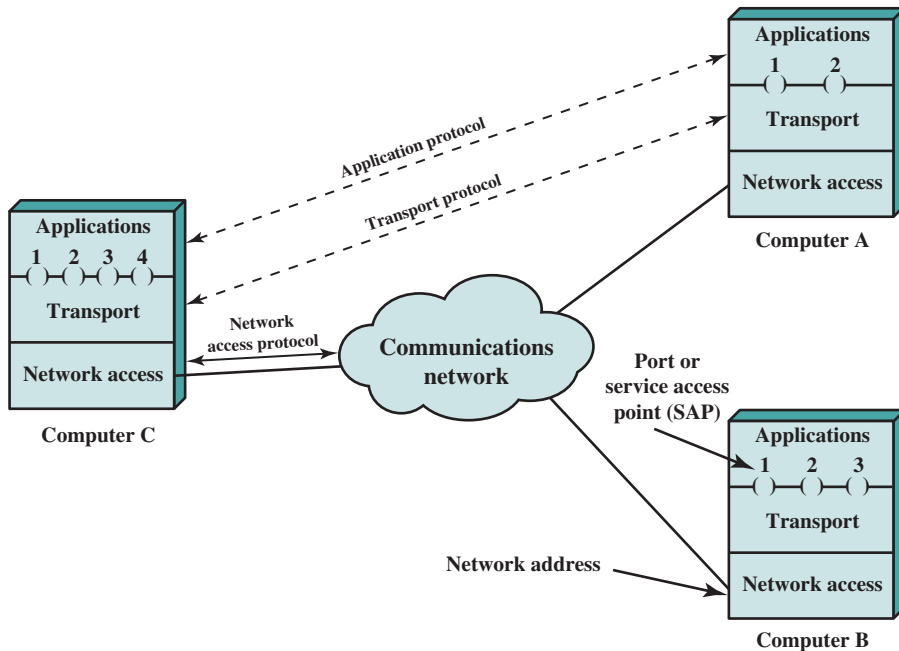 Applications
1 2
Transport
Network access
Computer A
Application protocol
Transport protocol
Applications
1 2 3 4
Transport
Network access
Computer C
Network
access protocol
Communications
network
Port or
service access
point (SAP)
Applications
1 2 3
Transport
Network access
Computer B
Network address